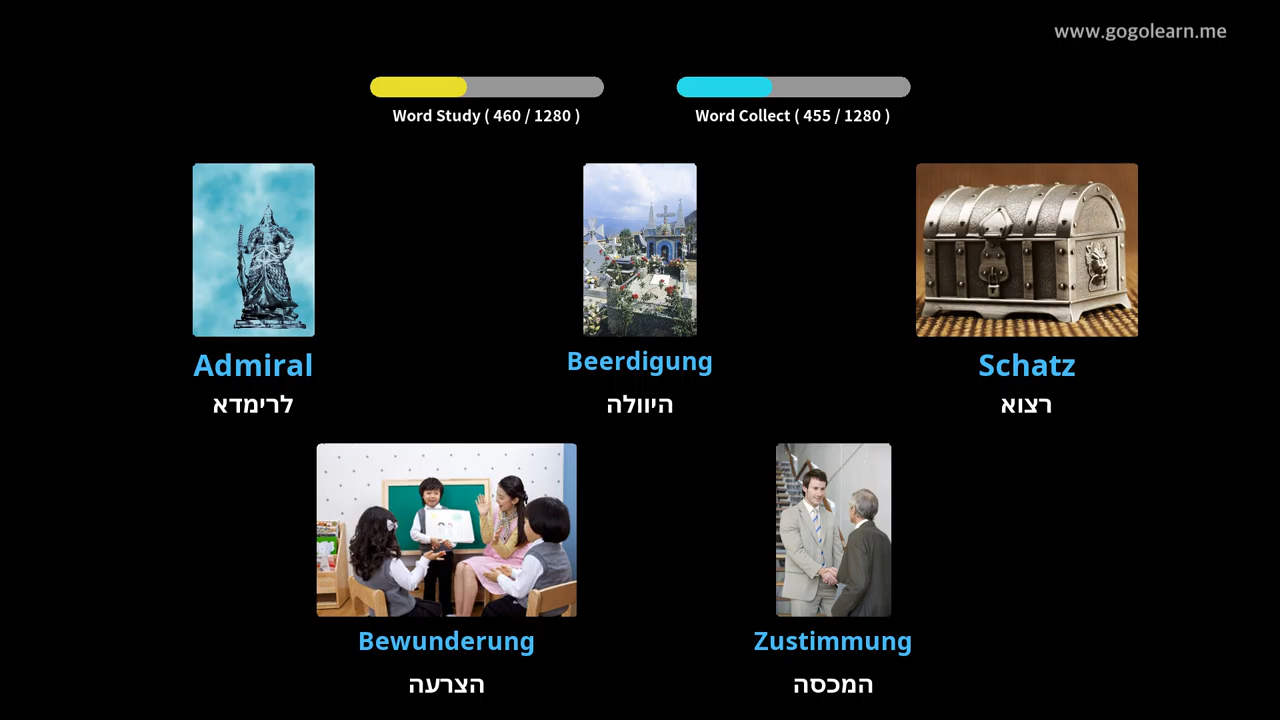 www.gogolearn.me
Word Study ( 460 / 1280 )
Word Collect ( 455 / 1280 )
Admiral
לרימדא
Beerdigung
היוולה
Schatz
רצוא
Bewunderung
הצרעה
Zustimmung
המכסה